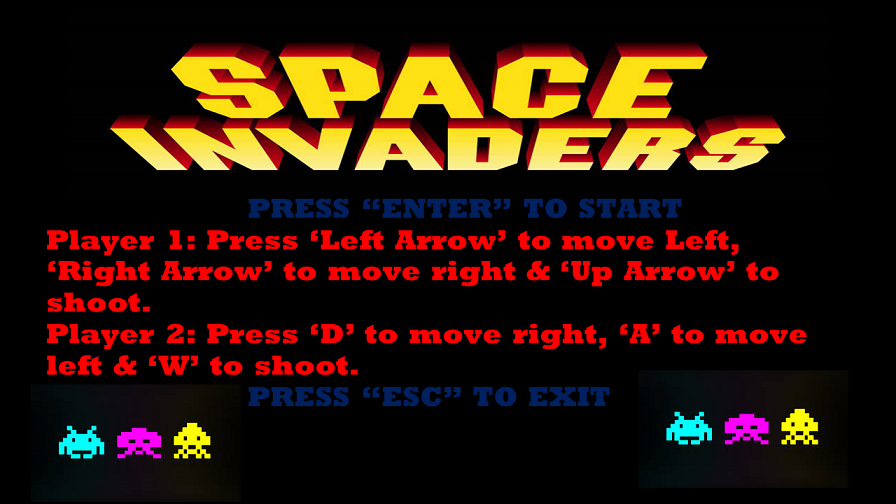 SPACE
INVADERS
PRESS “ENTER” TO START
Player 1: Press ‘Left Arrow’ to move Left,
‘Right Arrow’ to move right & ‘Up Arrow’ to
shoot.
Player 2: Press ‘D’ to move right, ‘A’ to move
left & ‘W’ to shoot.
PRESS “ESC” TO EXIT